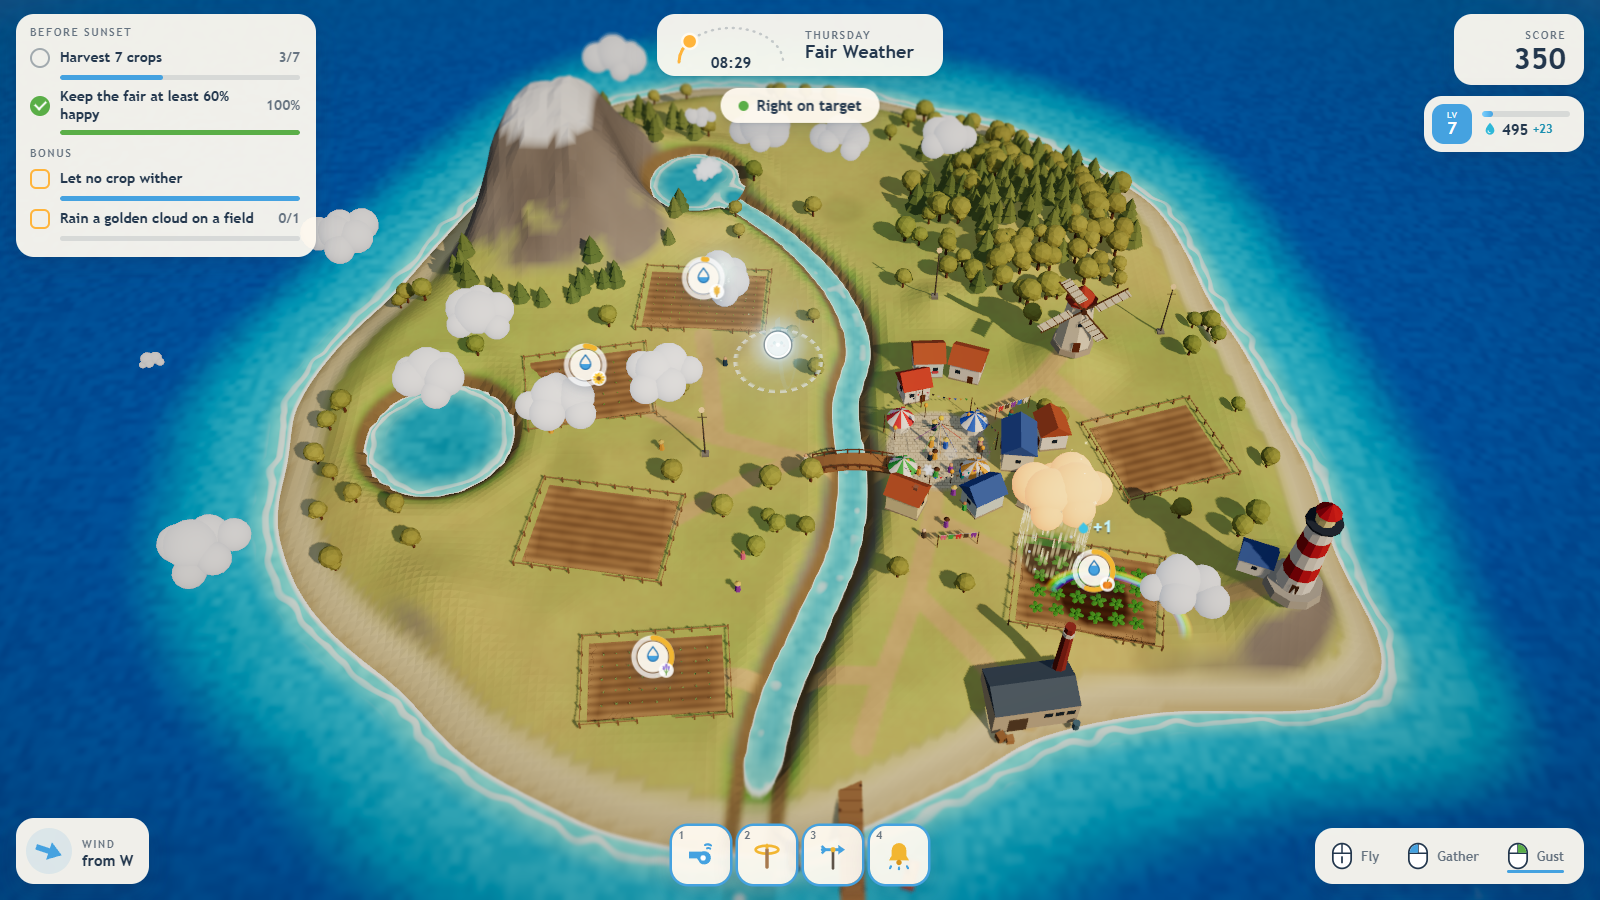 BEFORE SUNSET
Harvest 7 crops 3/7
Keep the fair at least 60% happy 100%
BONUS
Let no crop wither
Rain a golden cloud on a field 0/1
08:29
THURSDAY
Fair Weather
Right on target
SCORE
350
LV
7
495 +23
+1
WIND
from W
1 2 3 4
Fly Gather Gust